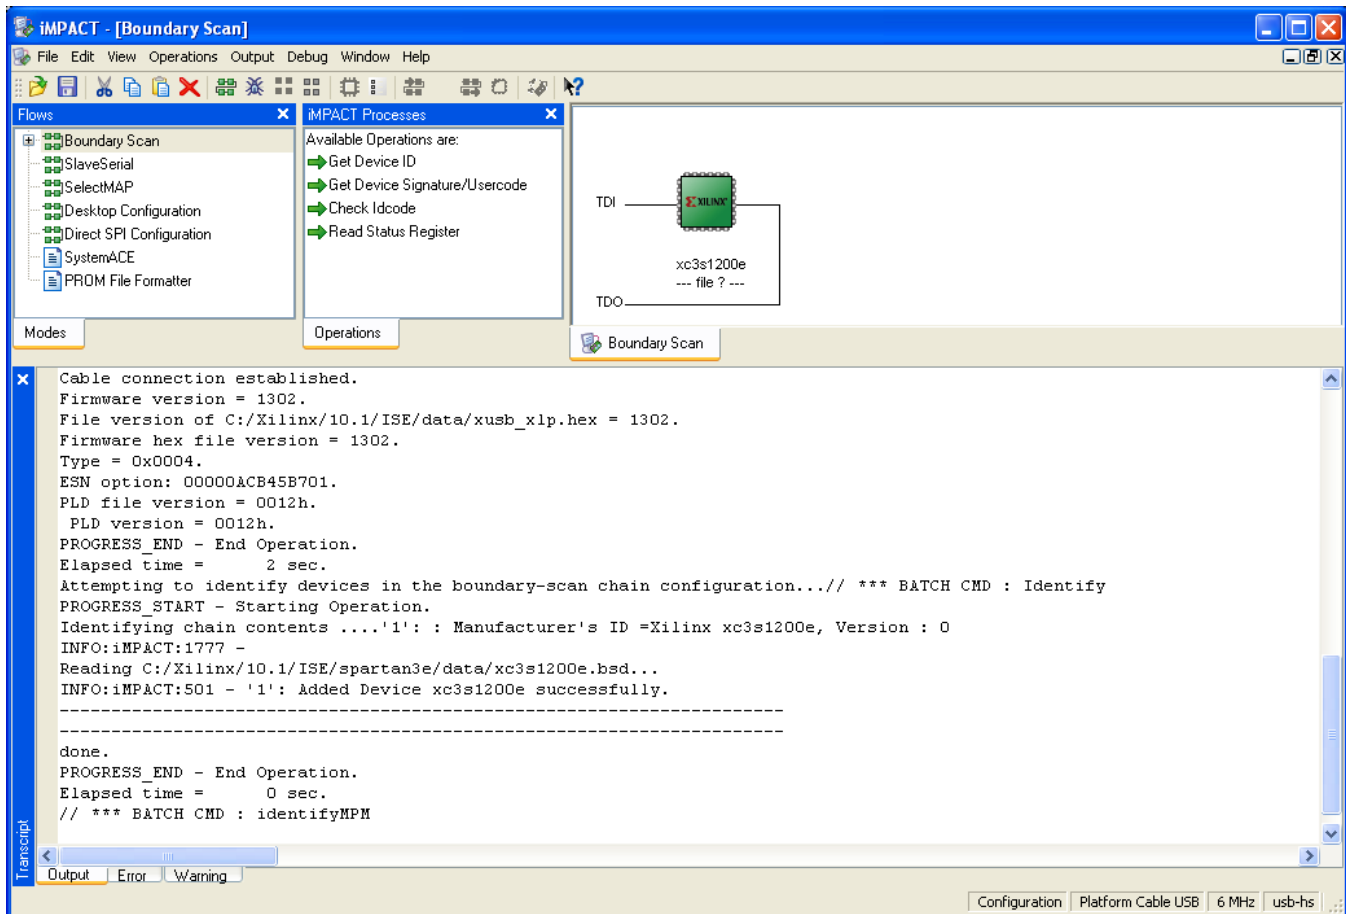 iMPACT - [Boundary Scan]
File Edit View Operations Output Debug Window Help
Flows
Boundary Scan
SlaveSerial
SelectMAP
Desktop Configuration
Direct SPI Configuration
SystemACE
PROM File Formatter
Modes
iMPACT Processes
Available Operations are:
Get Device ID
Get Device Signature/Usercode
Check Idcode
Read Status Register
Operations
TDI
XILINX
xc3s1200e
--- file ? ---
TDO
Boundary Scan
Cable connection established.
Firmware version = 1302.
File version of C:/Xilinx/10.1/ISE/data/xusb_xlp.hex = 1302.
Firmware hex file version = 1302.
Type = 0x0004.
ESN option: 00000ACB45B701.
PLD file version = 0012h.
PLD version = 0012h.
PROGRESS_END - End Operation.
Elapsed time =      2 sec.
Attempting to identify devices in the boundary-scan chain configuration...// *** BATCH CMD : Identify
PROGRESS_START - Starting Operation.
Identifying chain contents ....'1': : Manufacturer's ID =Xilinx xc3s1200e, Version : 0
INFO:iMPACT:1777 -
Reading C:/Xilinx/10.1/ISE/spartan3e/data/xc3s1200e.bsd...
INFO:iMPACT:501 - '1': Added Device xc3s1200e successfully.
----------------------------------------------------------------------
----------------------------------------------------------------------
done.
PROGRESS_END - End Operation.
Elapsed time =      0 sec.
// *** BATCH CMD : identifyMPM
Transcript
Output Error Warning
Configuration Platform Cable USB 6 MHz usb-hs